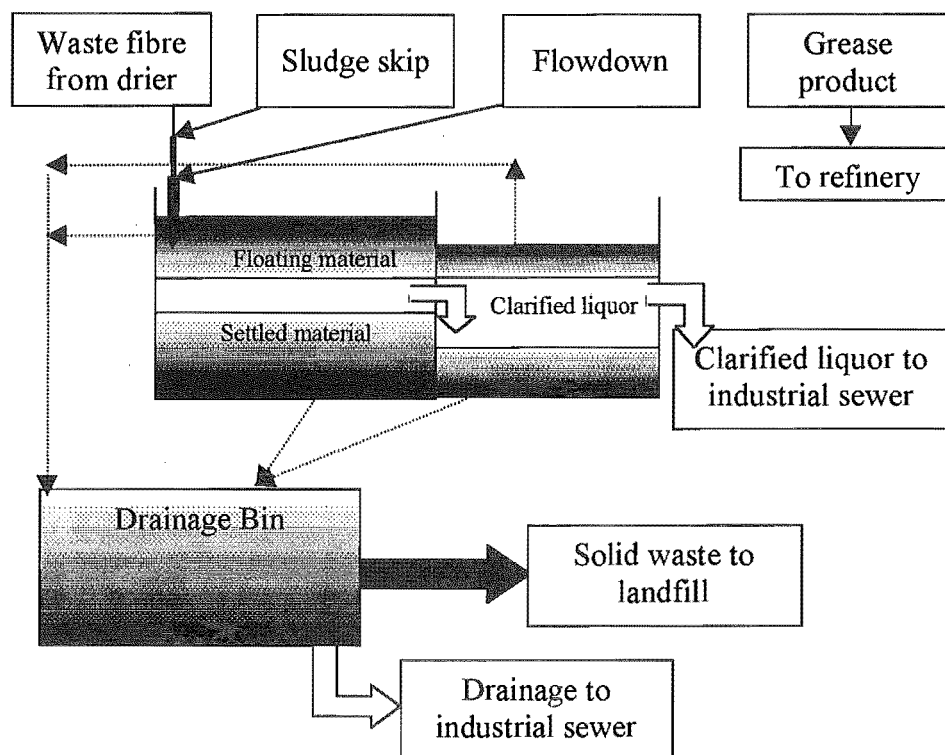 Waste fibre
from drier
Sludge skip
Flowdown
Grease
product
To refinery
Floating material
Clarified liquor
Settled material
Clarified liquor to
industrial sewer
Drainage Bin
Solid waste to
landfill
Drainage to
industrial sewer